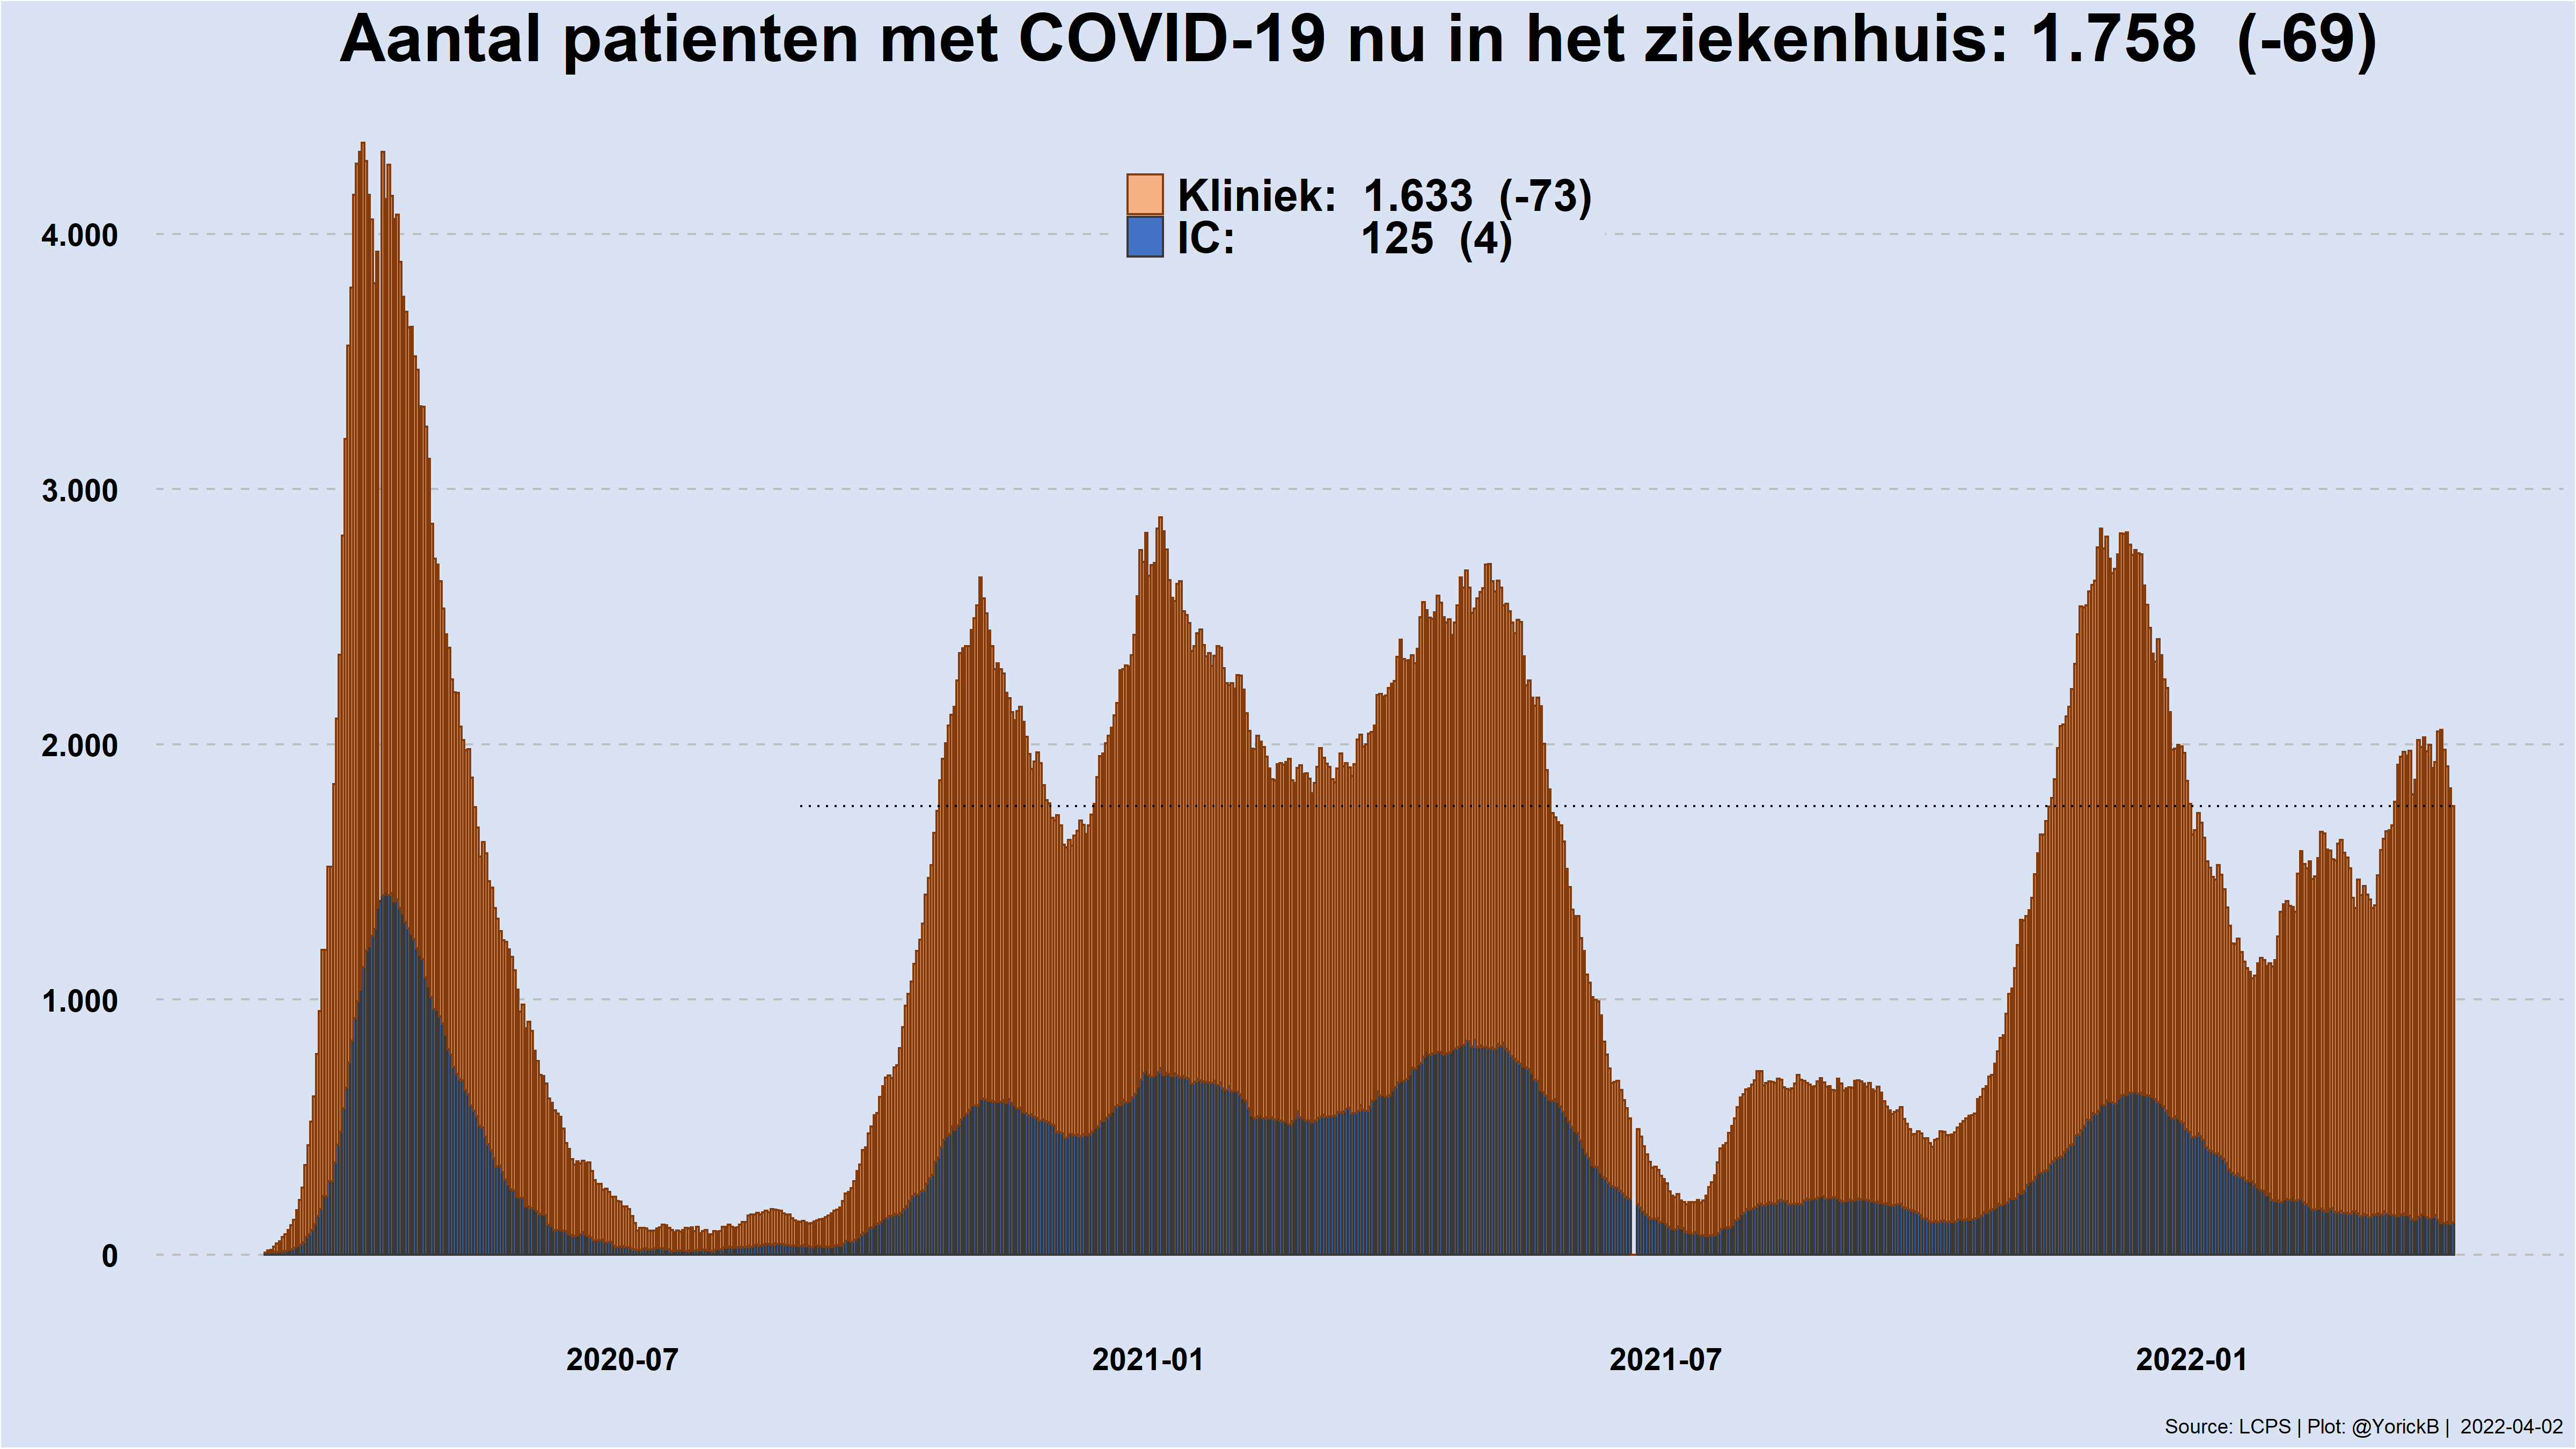 Aantal patienten met COVID-19 nu in het ziekenhuis: 1.758 (-69)
Kliniek: 1.633 (-73)
IC: 125 (4)
4.000
3.000
2.000
1.000
0
2020-07 2021-01 2021-07 2022-01
Source: LCPS | Plot: @YorickB | 2022-04-02